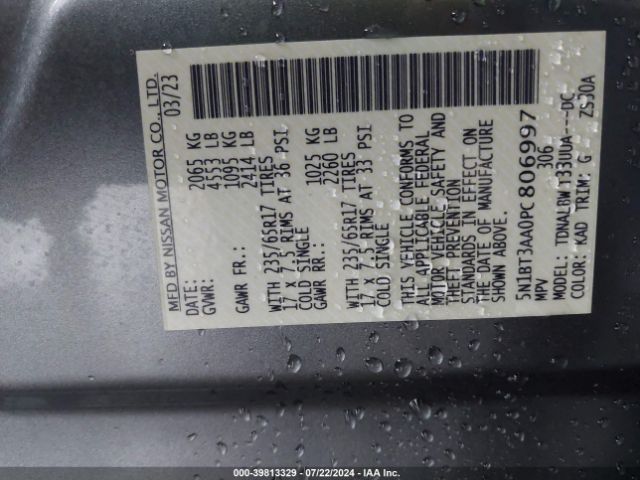 MFD BY NISSAN MOTOR CO., LTD.
DATE: 03/23
GVWR: 2065 KG
4553 LB
GAWR FR.: 1095 KG
2414 LB
WITH 235/65R17 TIRES
17 X 7.5 RIMS AT 36 PSI
COLD SINGLE
GAWR RR.: 1025 KG
2260 LB
WITH 235/65R17 TIRES
17 X 7.5 RIMS AT 33 PSI
COLD SINGLE
THIS VEHICLE CONFORMS TO
ALL APPLICABLE FEDERAL
MOTOR VEHICLE SAFETY AND
THEFT PREVENTION
STANDARDS IN EFFECT ON
THE DATE OF MANUFACTURE
SHOWN ABOVE.
5N1BT3AA0PC806997
MPV 306
MODEL: TDNALBW T33UUA---DC
COLOR: KAD TRIM: G ZS30A
000-39813329 / 07/22/2024 - IAA Inc.